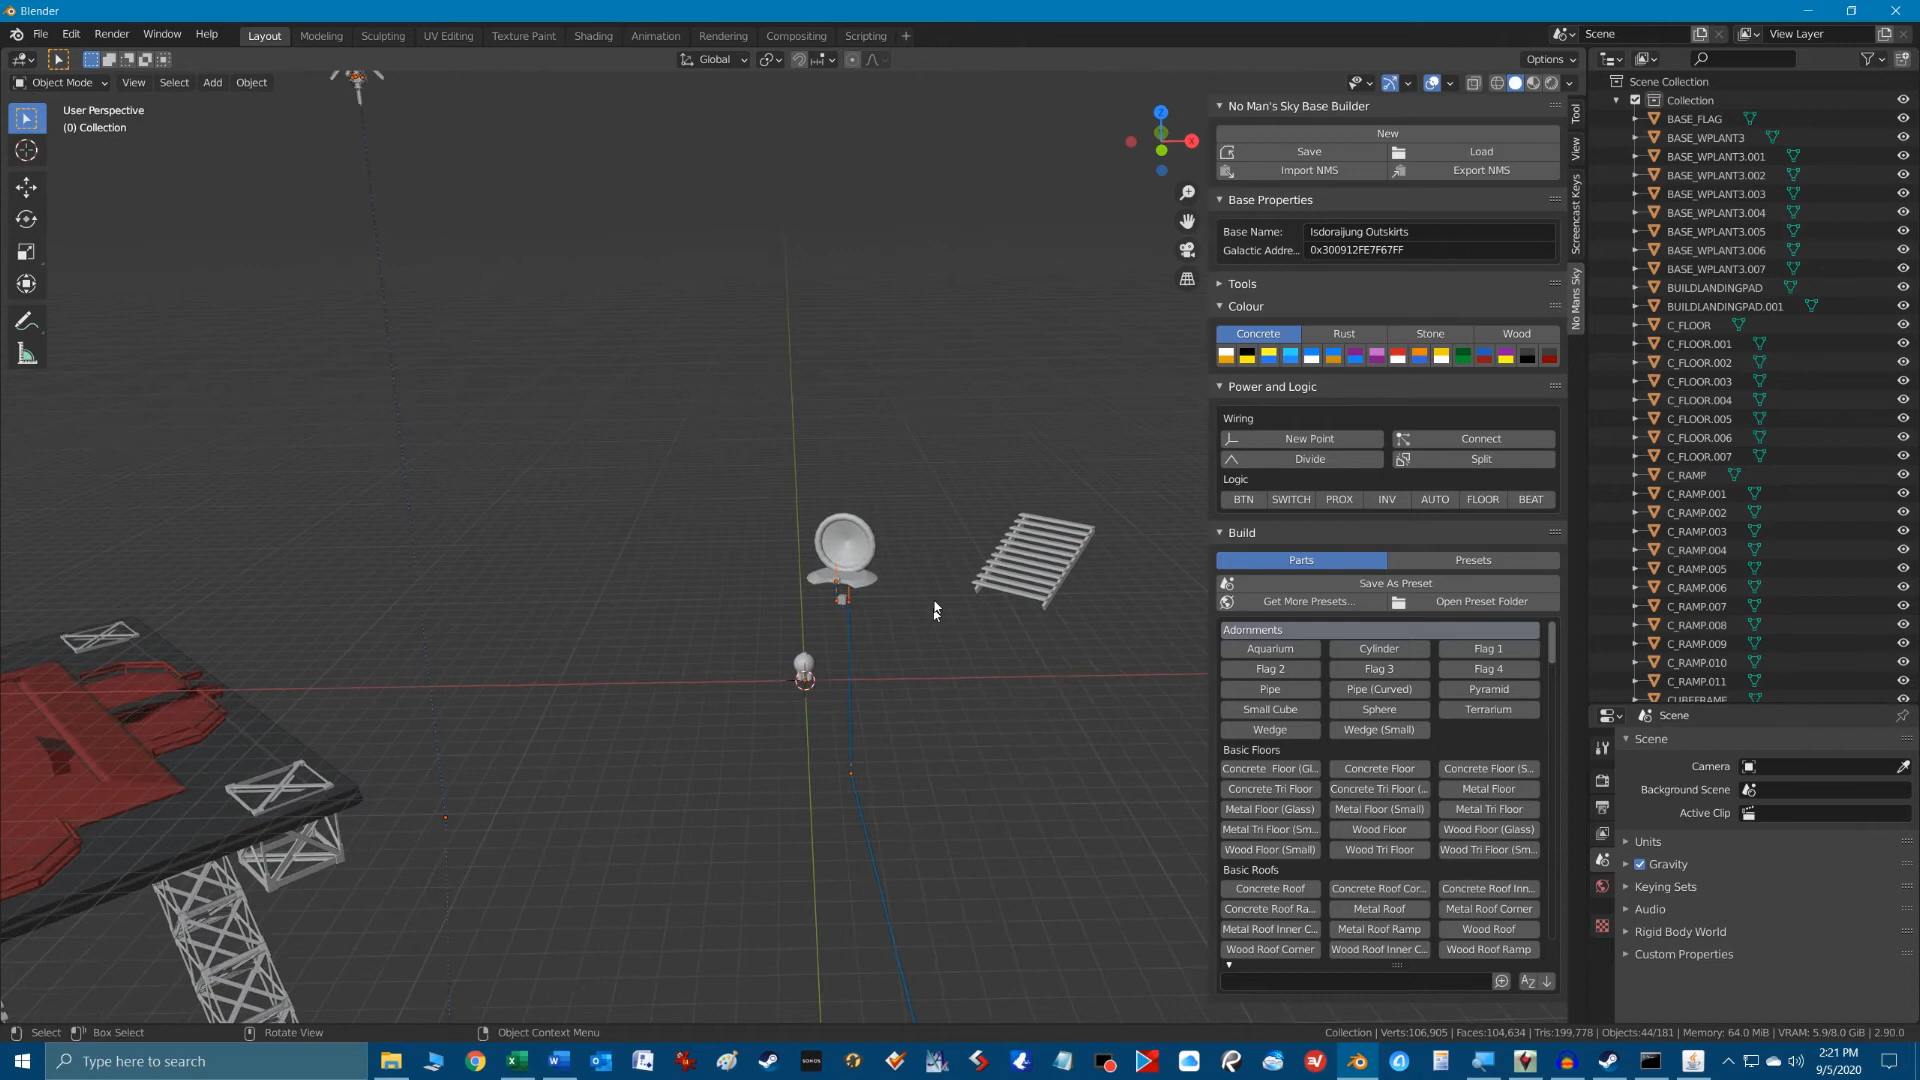 Blender
File Edit Render Window Help Layout Modeling Sculpting UV Editing Texture Paint Shading Animation Rendering Compositing Scripting + Scene View Layer
Global Options
Object Mode View Select Add Object
User Perspective
(0) Collection
Z
X
No Man's Sky Base Builder
New
Save Load
Import NMS Export NMS
Base Properties
Base Name: Isdoraijung Outskirts
Galactic Addre... 0x300912FE7F67FF
Tools
Colour
Concrete Rust Stone Wood
Power and Logic
Wiring
New Point Connect
Divide Split
Logic
BTN SWITCH PROX INV AUTO FLOOR BEAT
Build
Parts Presets
Save As Preset
Get More Presets... Open Preset Folder
Adornments
Aquarium Cylinder Flag 1
Flag 2 Flag 3 Flag 4
Pipe Pipe (Curved) Pyramid
Small Cube Sphere Terrarium
Wedge Wedge (Small)
Basic Floors
Concrete Floor (Gl... Concrete Floor Concrete Floor (S...
Concrete Tri Floor Concrete Tri Floor (... Metal Floor
Metal Floor (Glass) Metal Floor (Small) Metal Tri Floor
Metal Tri Floor (Sm... Wood Floor Wood Floor (Glass)
Wood Floor (Small) Wood Tri Floor Wood Tri Floor (Sm...
Basic Roofs
Concrete Roof Concrete Roof Cor... Concrete Roof Inn...
Concrete Roof Ra... Metal Roof Metal Roof Corner
Metal Roof Inner C... Metal Roof Ramp Wood Roof
Wood Roof Corner Wood Roof Inner C... Wood Roof Ramp
Tool
View
Screencast Keys
No Mans Sky
Scene Collection
Collection
BASE_FLAG
BASE_WPLANT3
BASE_WPLANT3.001
BASE_WPLANT3.002
BASE_WPLANT3.003
BASE_WPLANT3.004
BASE_WPLANT3.005
BASE_WPLANT3.006
BASE_WPLANT3.007
BUILDLANDINGPAD
BUILDLANDINGPAD.001
C_FLOOR
C_FLOOR.001
C_FLOOR.002
C_FLOOR.003
C_FLOOR.004
C_FLOOR.005
C_FLOOR.006
C_FLOOR.007
C_RAMP
C_RAMP.001
C_RAMP.002
C_RAMP.003
C_RAMP.004
C_RAMP.005
C_RAMP.006
C_RAMP.007
C_RAMP.008
C_RAMP.009
C_RAMP.010
C_RAMP.011
CUBEFRAME
Scene
Scene
Camera
Background Scene
Active Clip
Units
Gravity
Keying Sets
Audio
Rigid Body World
Custom Properties
Select Box Select Rotate View Object Context Menu Collection | Verts:106,905 | Faces:104,634 | Tris:199,778 | Objects:44/181 | Memory: 64.0 MiB | VRAM: 5.9/8.0 GiB | 2.90.0
Type here to search
SONOS
2:21 PM
9/5/2020